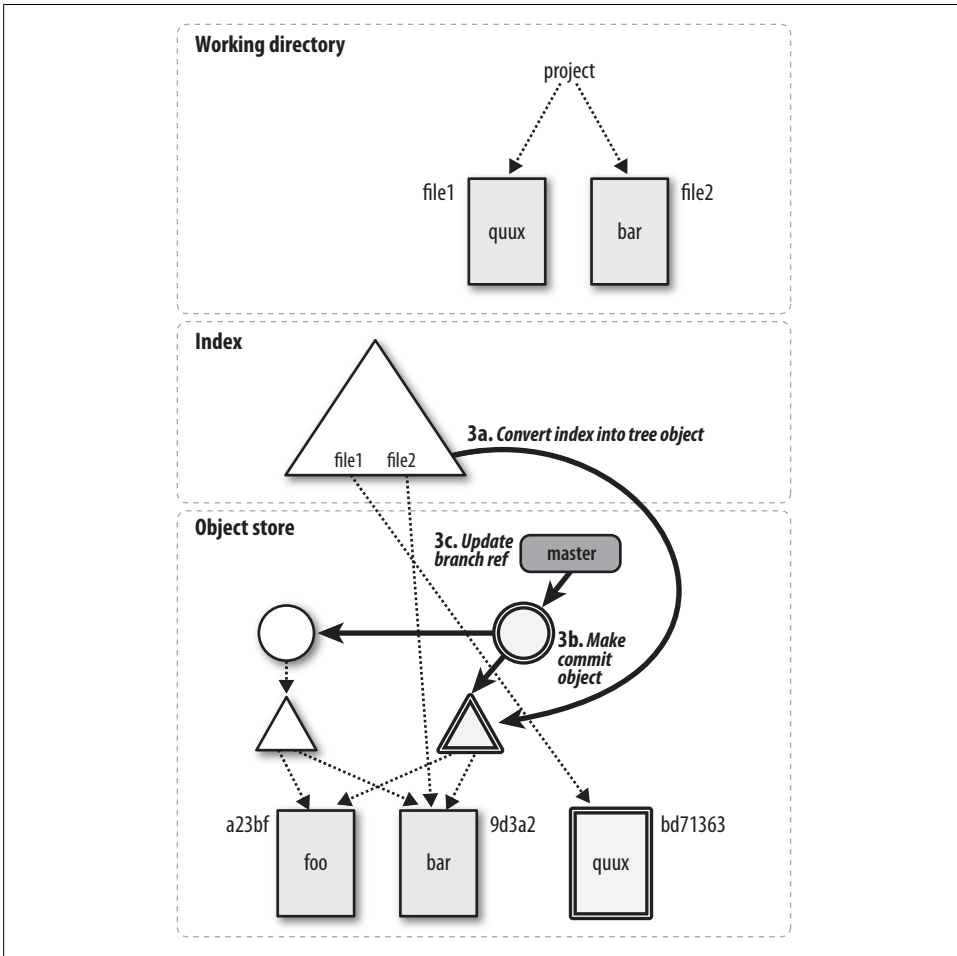 Working directory
project
file1
file2
quux
bar
Index
3a. Convert index into tree object
file1
file2
Object store
3c. Update
branch ref
master
3b. Make
commit
object
a23bf
9d3a2
bd71363
foo
bar
quux